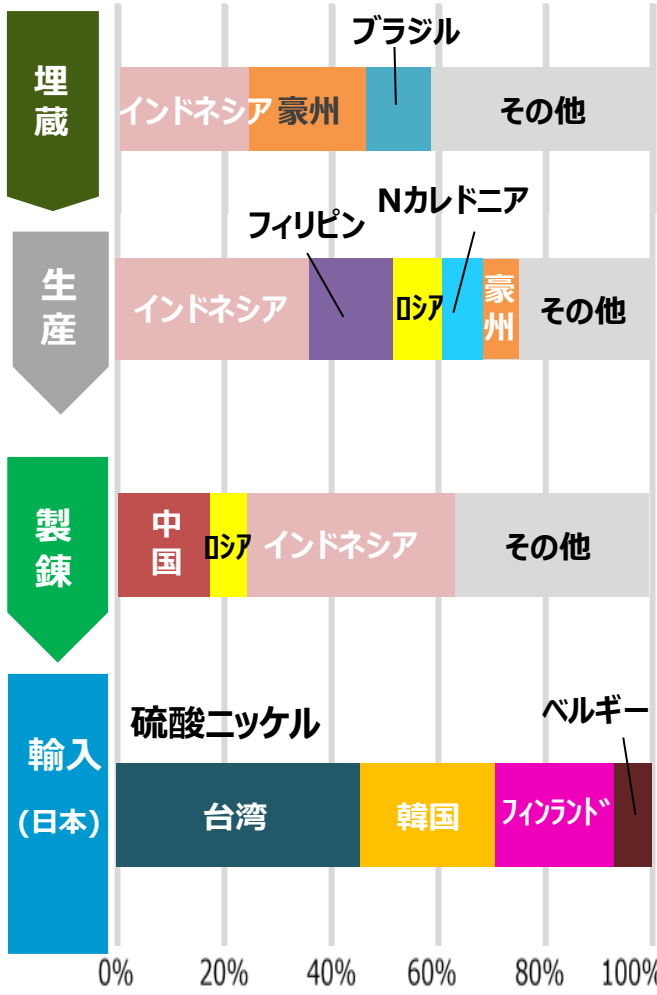 埋蔵
ブラジル
インドネシア 豪州 その他
生産
フィリピン
Nカレドニア
インドネシア ロシア 豪州 その他
製錬
中国 ロシア インドネシア その他
輸入
(日本)
硫酸ニッケル
ベルギー
台湾 韓国 フィンランド
0% 20% 40% 60% 80% 100%